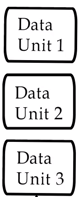 Data
Unit 1
Data
Unit 2
Data
Unit 3